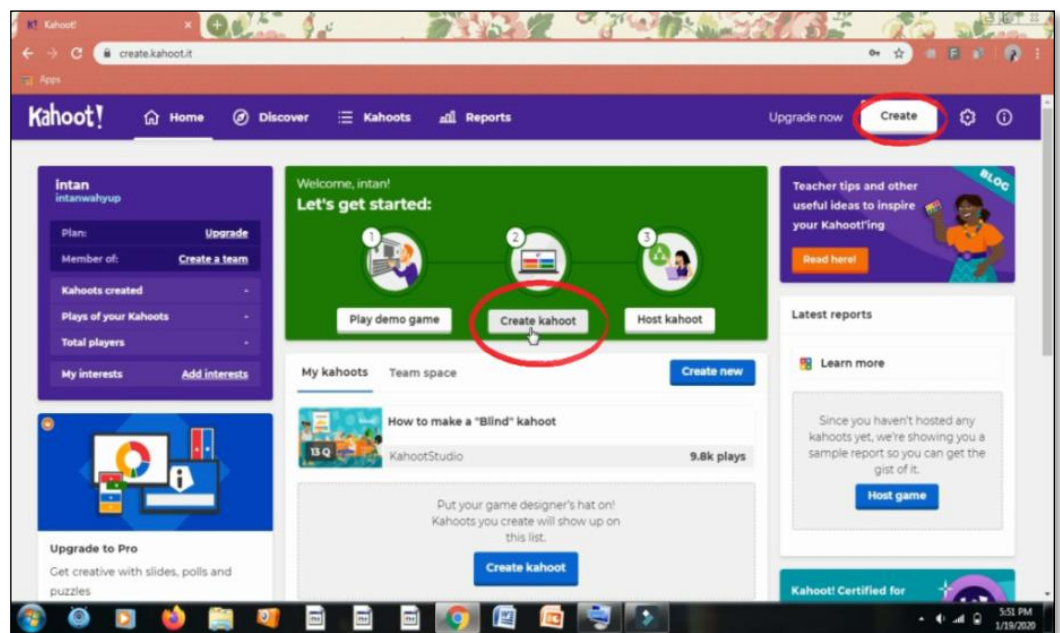 Kahoot!
create.kahoot.it
Apps
Kahoot!
Home
Discover
Kahoots
Reports
Upgrade now
Create
intan
intanwahyup
Plan: Upgrade
Member of: Create a team
Kahoots created -
Plays of your Kahoots -
Total players -
My interests Add interests
Upgrade to Pro
Get creative with slides, polls and
puzzles
Welcome, intan!
Let's get started:
1
2
3
Play demo game
Create kahoot
Host kahoot
My kahoots
Team space
Create new
How to make a "Blind" kahoot
13 Q
KahootStudio
9.8k plays
Put your game designer's hat on!
Kahoots you create will show up on
this list.
Create kahoot
BLOG
Teacher tips and other
useful ideas to inspire
your Kahoot!'ing
Read here!
Latest reports
Learn more
Since you haven't hosted any
kahoots yet, we're showing you a
sample report so you can get the
gist of it.
Host game
Kahoot! Certified for
5:51 PM
1/19/2020